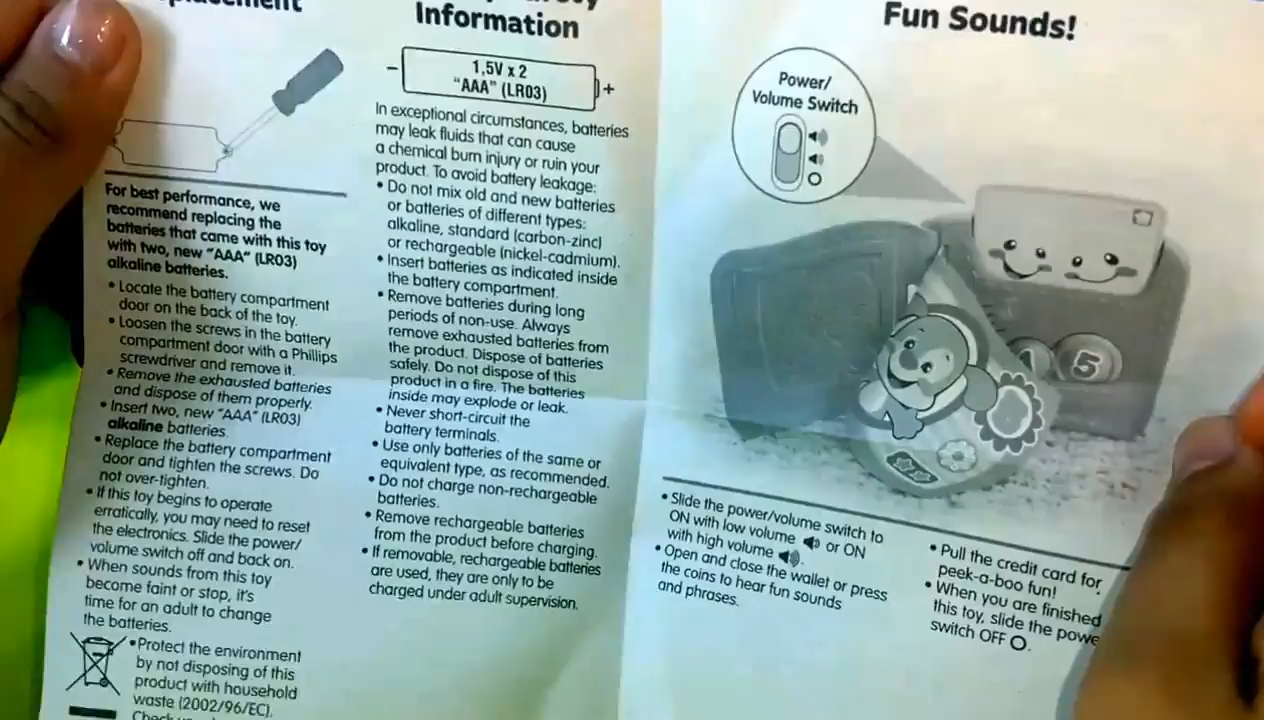 Information
1,5V x 2
"AAA" (LR03)
For best performance, we
recommend replacing the
batteries that came with this toy
with two, new "AAA" (LR03)
alkaline batteries.
• Locate the battery compartment
door on the back of the toy.
• Loosen the screws in the battery
compartment door with a Phillips
screwdriver and remove it.
• Remove the exhausted batteries
and dispose of them properly.
• Insert two, new "AAA" (LR03)
alkaline batteries.
• Replace the battery compartment
door and tighten the screws. Do
not over-tighten.
• If this toy begins to operate
erratically, you may need to reset
the electronics. Slide the power/
volume switch off and back on.
• When sounds from this toy
become faint or stop, it's
time for an adult to change
the batteries.
• Protect the environment
by not disposing of this
product with household
waste (2002/96/EC).
In exceptional circumstances, batteries
may leak fluids that can cause
a chemical burn injury or ruin your
product. To avoid battery leakage:
• Do not mix old and new batteries
or batteries of different types:
alkaline, standard (carbon-zinc)
or rechargeable (nickel-cadmium).
• Insert batteries as indicated inside
the battery compartment.
• Remove batteries during long
periods of non-use. Always
remove exhausted batteries from
the product. Dispose of batteries
safely. Do not dispose of this
product in a fire. The batteries
inside may explode or leak.
• Never short-circuit the
battery terminals.
• Use only batteries of the same or
equivalent type, as recommended.
• Do not charge non-rechargeable
batteries.
• Remove rechargeable batteries
from the product before charging.
• If removable, rechargeable batteries
are used, they are only to be
charged under adult supervision.
Fun Sounds!
Power/
Volume Switch
5
• Slide the power/volume switch to
ON with low volume or ON
with high volume .
• Open and close the wallet or press
the coins to hear fun sounds
and phrases.
• Pull the credit card for
peek-a-boo fun!
• When you are finished
this toy, slide the powe
switch OFF O.